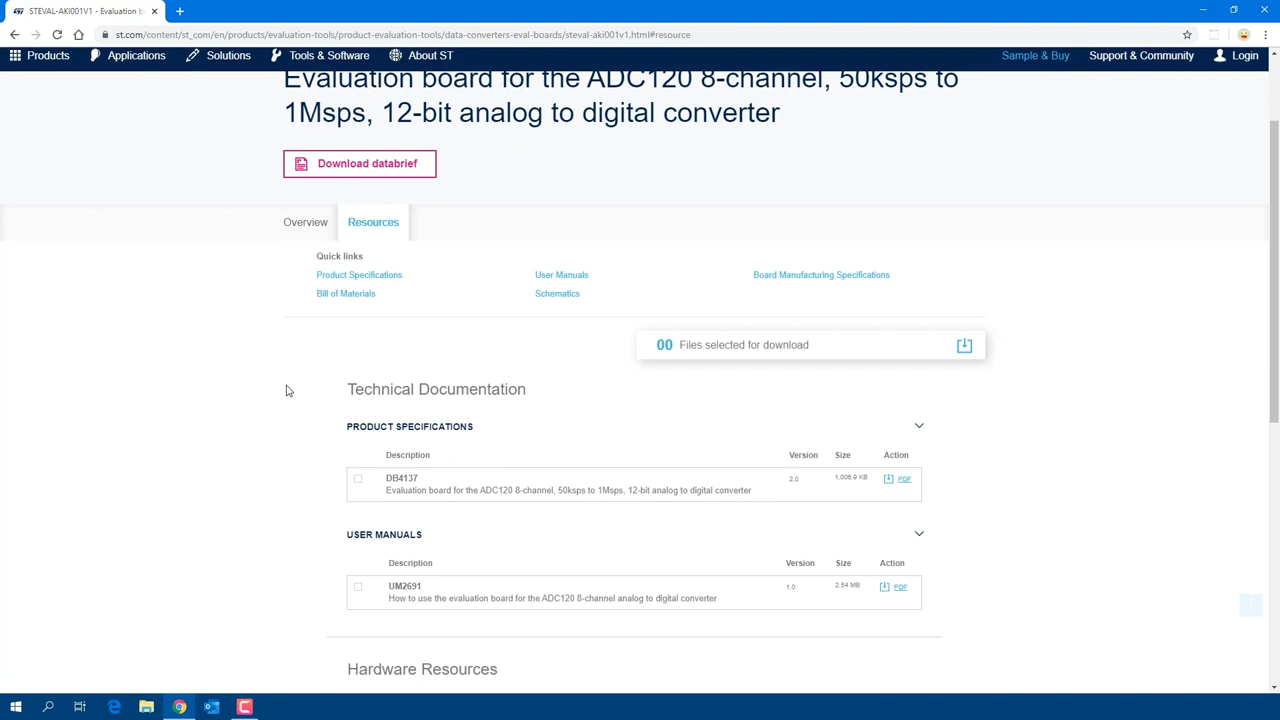 STEVAL-AKI001V1 - Evaluation b
st.com/content/st_com/en/products/evaluation-tools/product-evaluation-tools/data-converters-eval-boards/steval-aki001v1.html#resource
Products Applications Solutions Tools & Software About ST Sample & Buy Support & Community Login
Evaluation board for the ADC120 8-channel, 50ksps to
1Msps, 12-bit analog to digital converter
Download databrief
Overview Resources
Quick links
Product Specifications User Manuals Board Manufacturing Specifications
Bill of Materials Schematics
00 Files selected for download
Technical Documentation
PRODUCT SPECIFICATIONS
Description Version Size Action
DB4137
Evaluation board for the ADC120 8-channel, 50ksps to 1Msps, 12-bit analog to digital converter 2.0 1,006.9 KB PDF
USER MANUALS
Description Version Size Action
UM2691
How to use the evaluation board for the ADC120 8-channel analog to digital converter 1.0 2.54 MB PDF
Hardware Resources